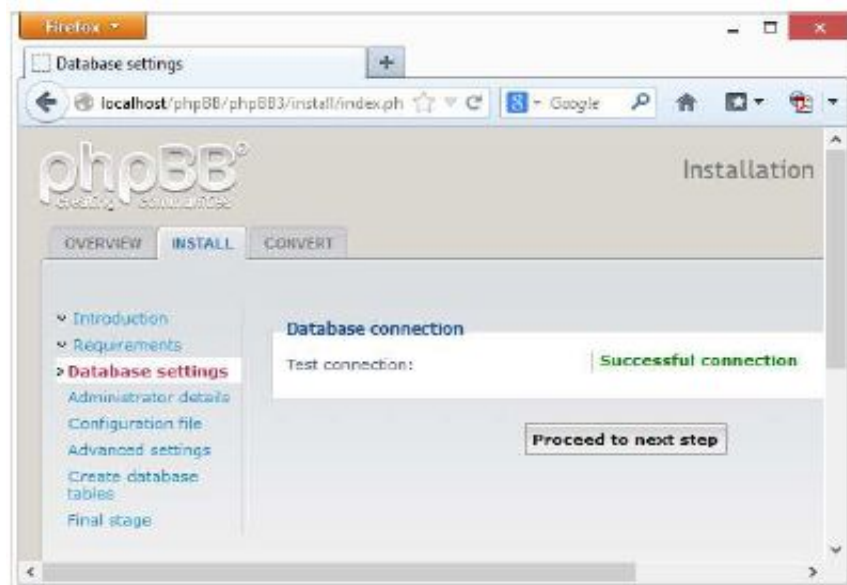 Firefox
Database settings
localhost/phpBB/phpBB3/install/index.ph
Google
phpBB®
creating communities
Installation
OVERVIEW
INSTALL
CONVERT
Introduction
Requirements
Database settings
Administrator details
Configuration file
Advanced settings
Create database
tables
Final stage
Database connection
Test connection:
Successful connection
Proceed to next step